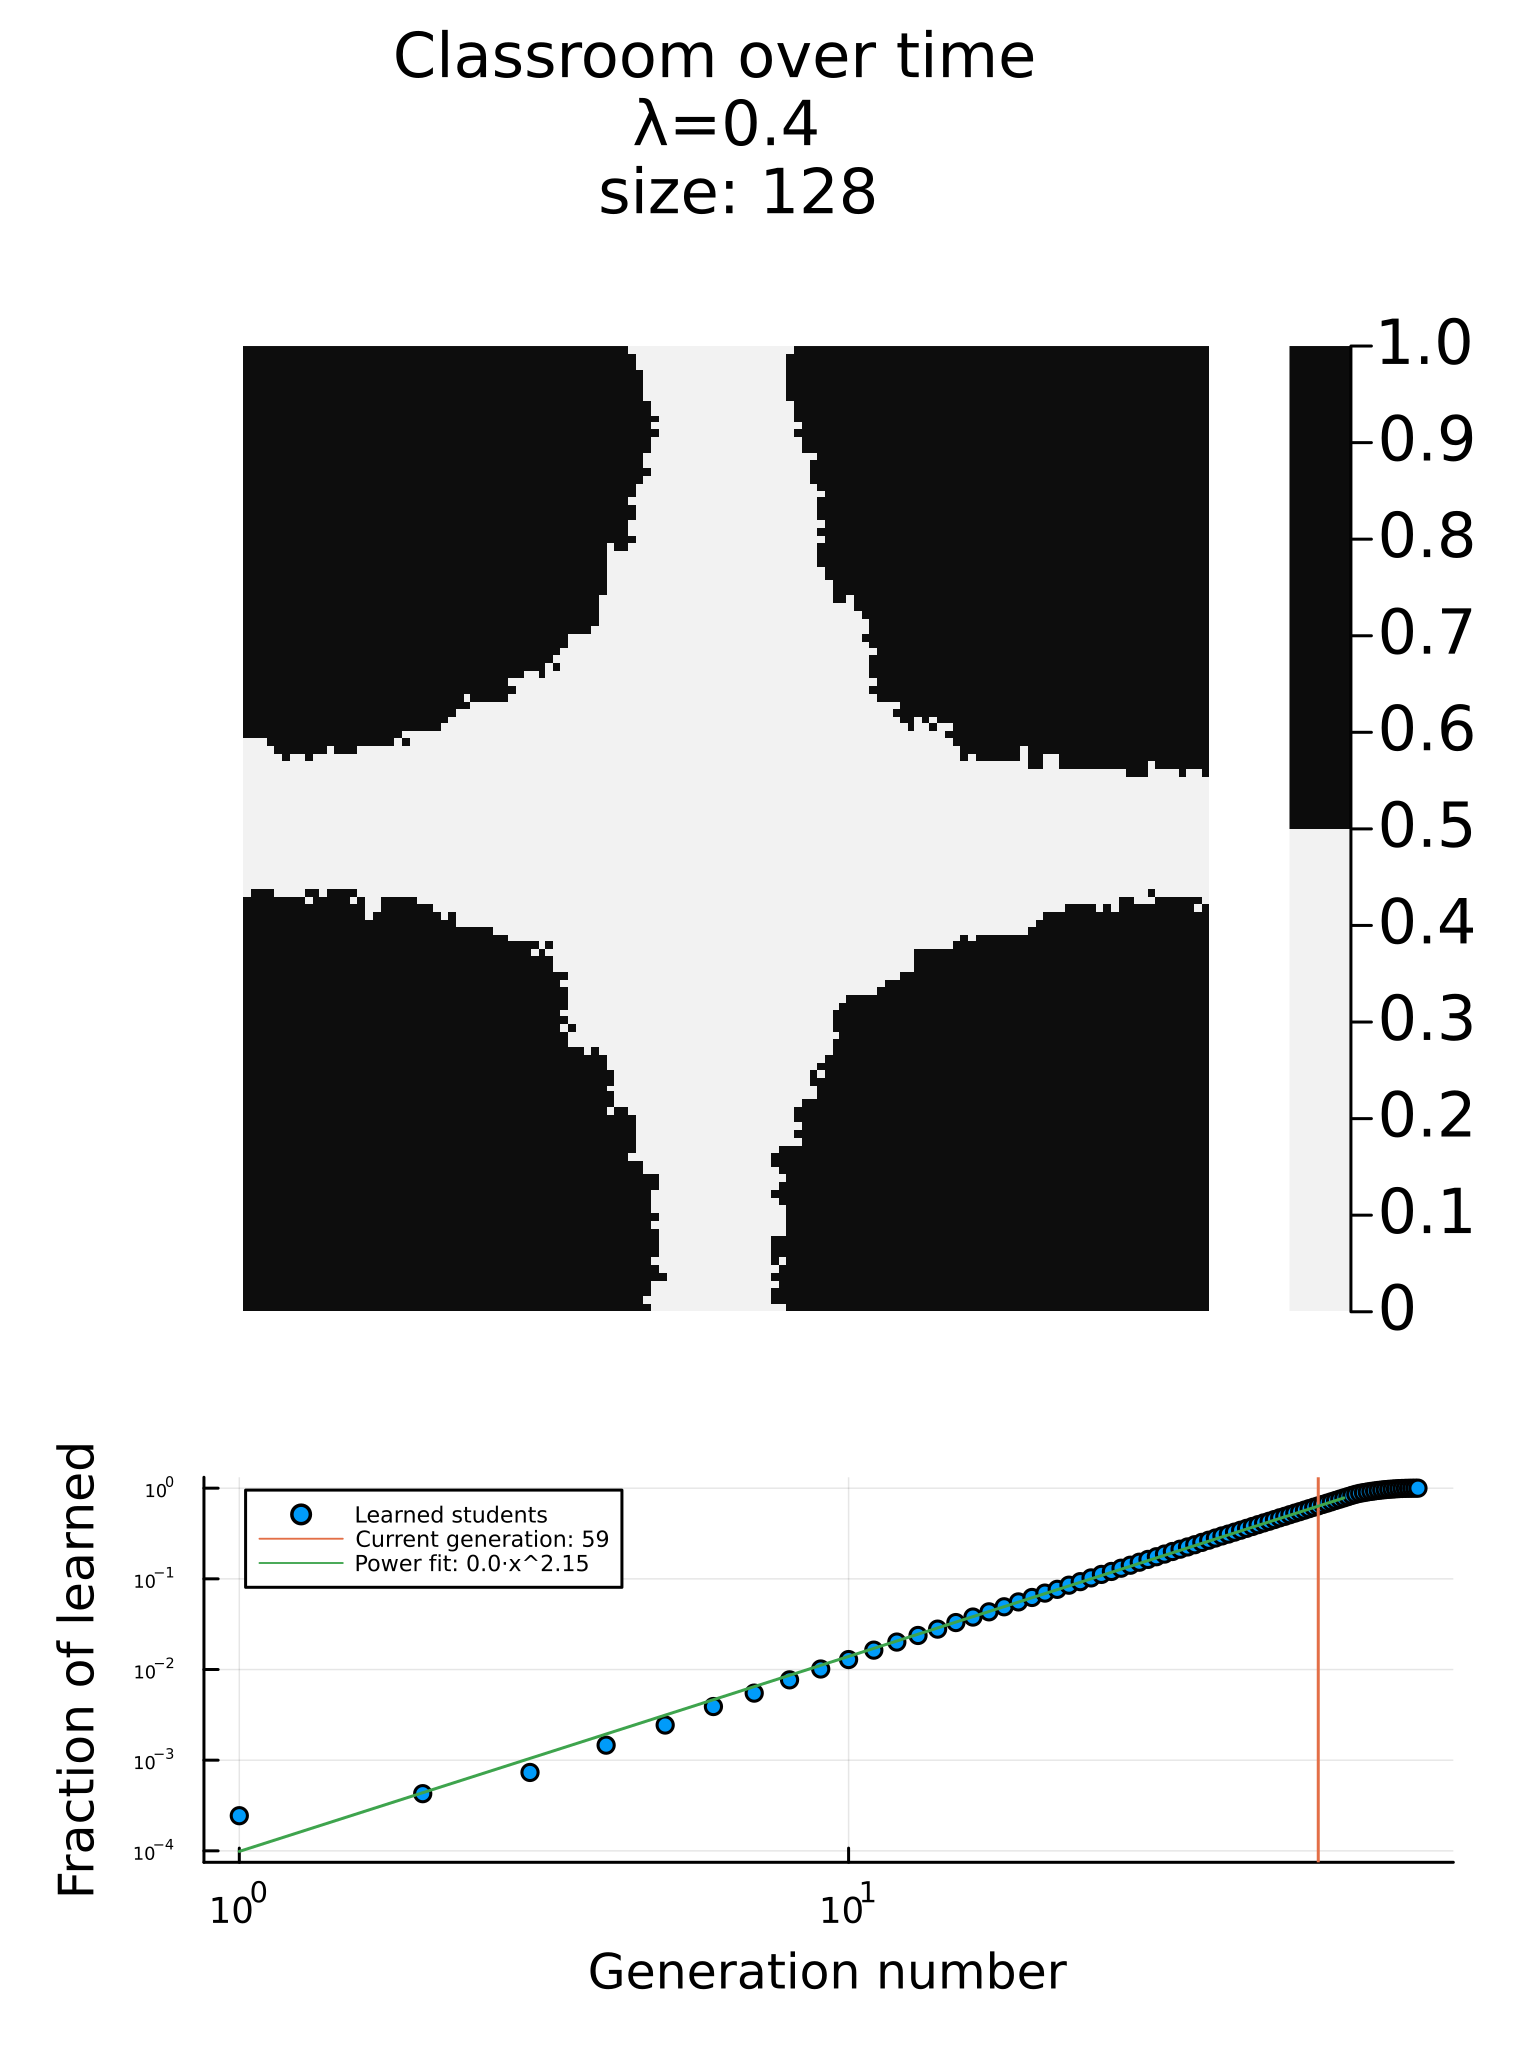 Classroom over time
λ=0.4
size: 128
1.0
0.9
0.8
0.7
0.6
0.5
0.4
0.3
0.2
0.1
0
Fraction of learned
10^0
10^−1
10^−2
10^−3
10^−4
Learned students
Current generation: 59
Power fit: 0.0·x^2.15
10^0
10^1
Generation number